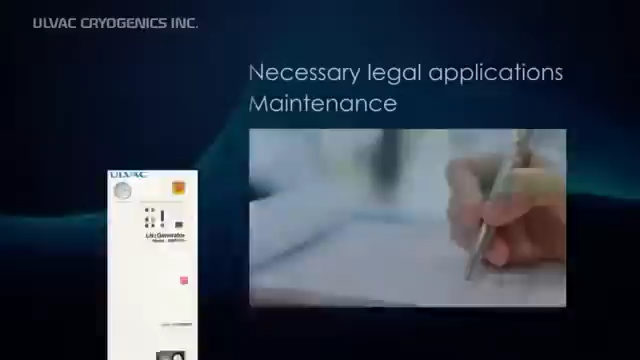 ULVAC CRYOGENICS INC.
Necessary legal applications
Maintenance
ULVAC
LN₂ Generator